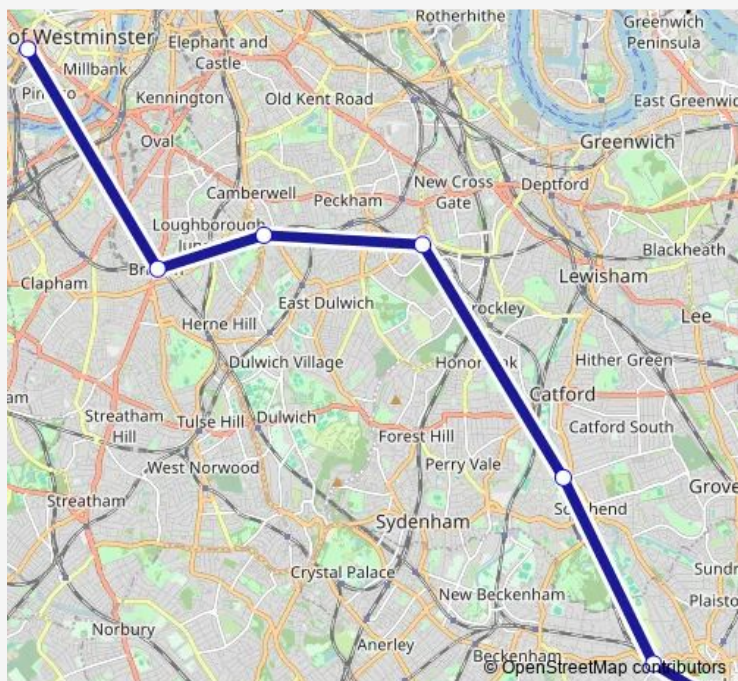 Rotherhithe
of Westminster
Elephant and
Castle
Greenwich
Peninsula
Millbank
Kennington
Old Kent Road
East Greenwic
Oval
Greenwich
Camberwell
Peckham
New Cross
Gate
Deptford
Loughborough
Blackheath
Clapham
East Dulwich
Lewisham
Herne Hill
Lee
Dulwich Village
Hither Green
Catford
Streatham
Hill
Tulse Hill
Dulwich
Forest Hill
Catford South
West Norwood
Perry Vale
Streatham
Grove
Sydenham
Crystal Palace
Sundr
New Beckenham
Plaisto
Norbury
Anerley
Beckenham
© OpenStreetMap contributors